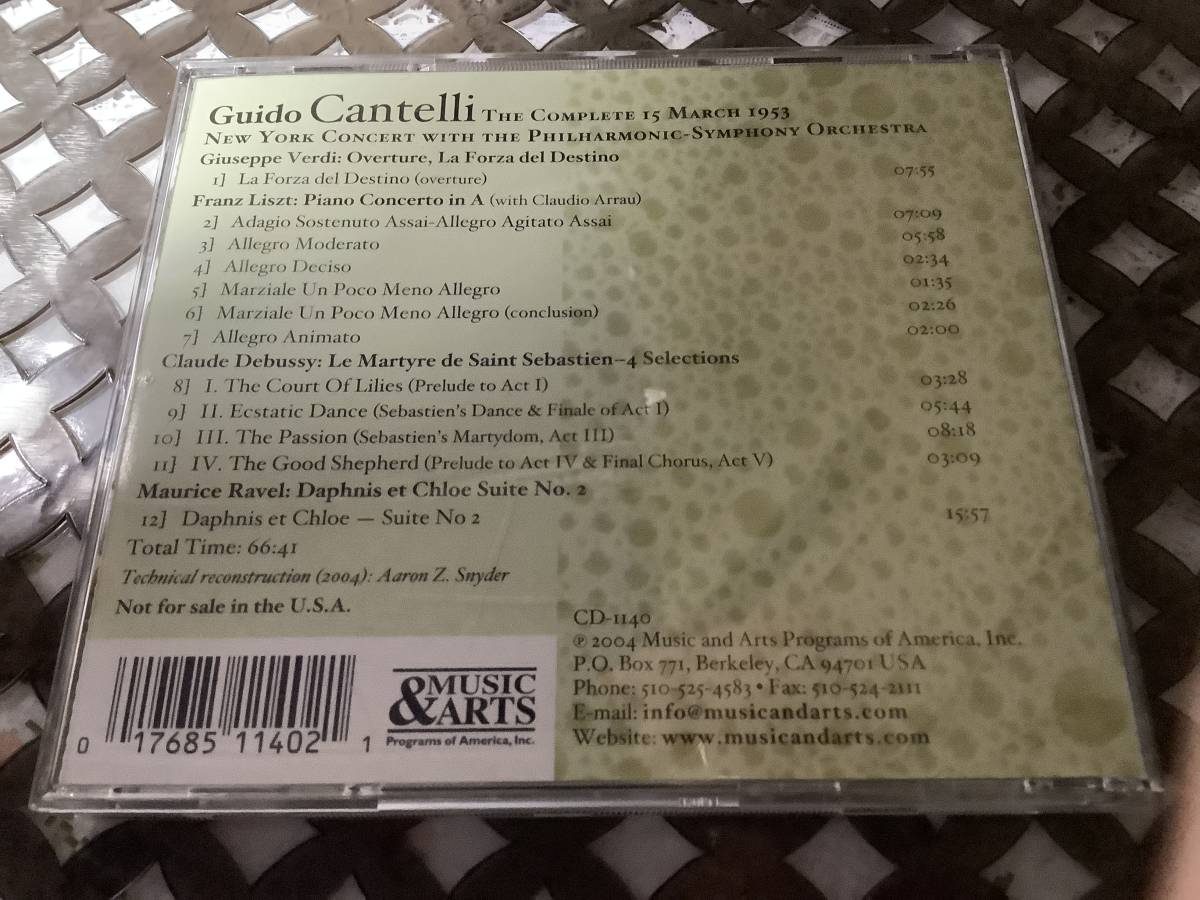 Guido Cantelli The Complete 15 March 1953
New York Concert with the Philharmonic-Symphony Orchestra
Giuseppe Verdi: Overture, La Forza del Destino
1] La Forza del Destino (overture) 07:55
Franz Liszt: Piano Concerto in A (with Claudio Arrau)
2] Adagio Sostenuto Assai-Allegro Agitato Assai 07:09
3] Allegro Moderato 05:58
4] Allegro Deciso 02:34
5] Marziale Un Poco Meno Allegro 01:35
6] Marziale Un Poco Meno Allegro (conclusion) 02:26
7] Allegro Animato 02:00
Claude Debussy: Le Martyre de Saint Sebastien–4 Selections
8] I. The Court Of Lilies (Prelude to Act I) 03:28
9] II. Ecstatic Dance (Sebastien's Dance & Finale of Act I) 05:44
10] III. The Passion (Sebastien's Martydom, Act III) 08:18
11] IV. The Good Shepherd (Prelude to Act IV & Final Chorus, Act V) 03:09
Maurice Ravel: Daphnis et Chloe Suite No. 2
12] Daphnis et Chloe — Suite No 2 15:57
Total Time: 66:41
Technical reconstruction (2004): Aaron Z. Snyder
Not for sale in the U.S.A.
CD-1140
℗ 2004 Music and Arts Programs of America, Inc.
P.O. Box 771, Berkeley, CA 94701 USA
Phone: 510-525-4583 • Fax: 510-524-2111
E-mail: info@musicandarts.com
Website: www.musicandarts.com
MUSIC
&ARTS
Programs of America, Inc.
0 17685 11402 1